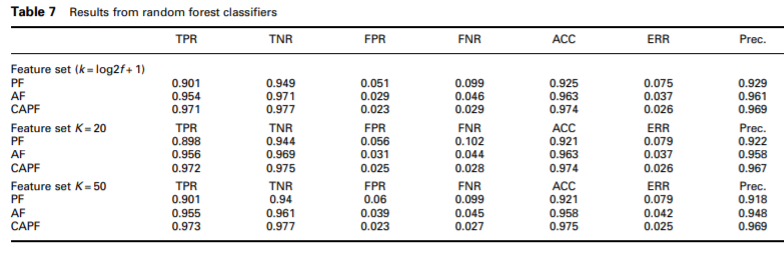 Table 7 Results from random forest classifiers
TPR TNR FPR FNR ACC ERR Prec.
Feature set (k=log2f+1)
PF 0.901 0.949 0.051 0.099 0.925 0.075 0.929
AF 0.954 0.971 0.029 0.046 0.963 0.037 0.961
CAPF 0.971 0.977 0.023 0.029 0.974 0.026 0.969
Feature set K=20 TPR TNR FPR FNR ACC ERR Prec.
PF 0.898 0.944 0.056 0.102 0.921 0.079 0.922
AF 0.956 0.969 0.031 0.044 0.963 0.037 0.958
CAPF 0.972 0.975 0.025 0.028 0.974 0.026 0.967
Feature set K=50 TPR TNR FPR FNR ACC ERR Prec.
PF 0.901 0.94 0.06 0.099 0.921 0.079 0.918
AF 0.955 0.961 0.039 0.045 0.958 0.042 0.948
CAPF 0.973 0.977 0.023 0.027 0.975 0.025 0.969